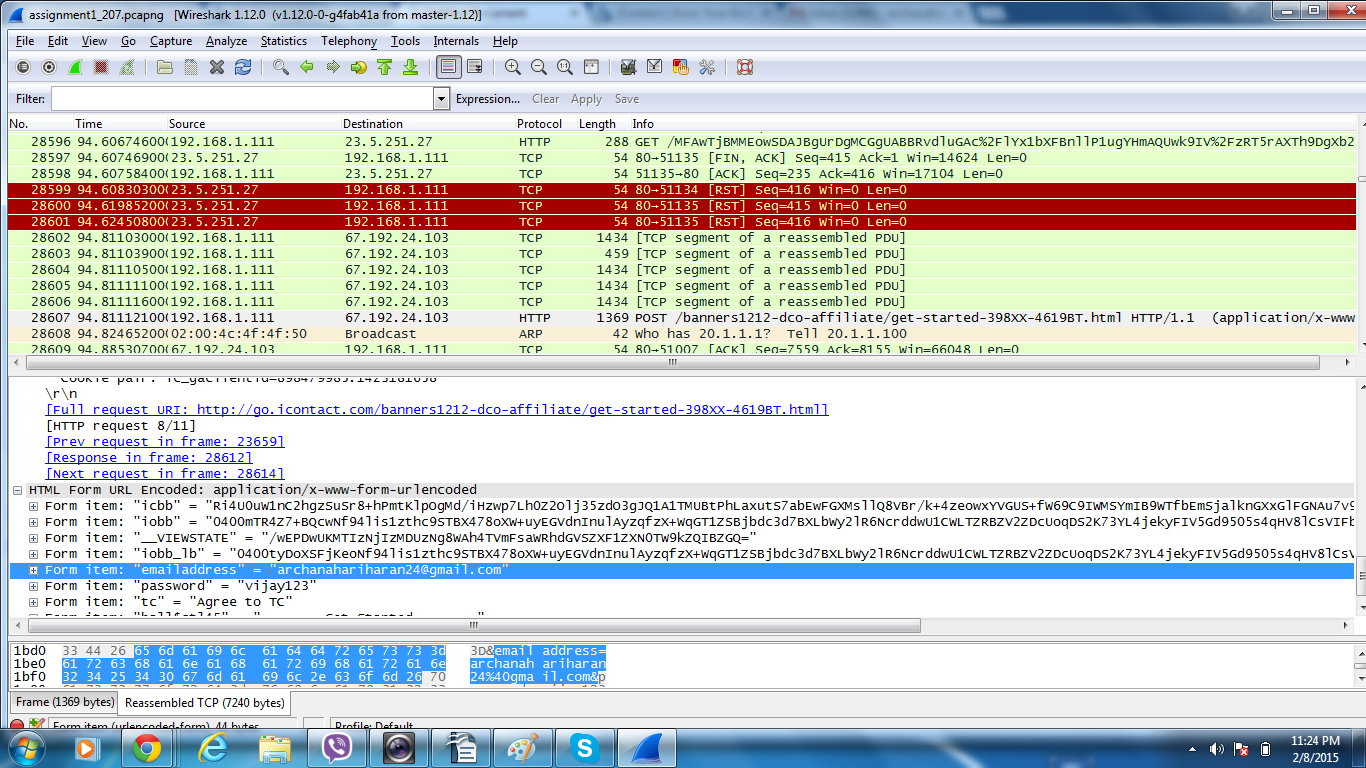 assignment1_207.pcapng [Wireshark 1.12.0 (v1.12.0-0-g4fab41a from master-1.12)]
File Edit View Go Capture Analyze Statistics Telephony Tools Internals Help
Filter: Expression... Clear Apply Save
No. Time Source Destination Protocol Length Info
28596 94.60674600 192.168.1.111 23.5.251.27 HTTP 288 GET
28597 94.60746900 23.5.251.27 192.168.1.111 TCP 54 80→51135 [FIN, ACK] Seq=415 Ack=1 Win=14624 Len=0
28598 94.60758400 192.168.1.111 23.5.251.27 TCP 54 51135→80 [ACK] Seq=235 Ack=416 Win=17104 Len=0
28599 94.60830300 23.5.251.27 192.168.1.111 TCP 54 80→51134 [RST] Seq=416 Win=0 Len=0
28600 94.61985200 23.5.251.27 192.168.1.111 TCP 54 80→51135 [RST] Seq=415 Win=0 Len=0
28601 94.62450800 23.5.251.27 192.168.1.111 TCP 54 80→51135 [RST] Seq=416 Win=0 Len=0
28602 94.81103000 192.168.1.111 67.192.24.103 TCP 1434 [TCP segment of a reassembled PDU]
28603 94.81103900 192.168.1.111 67.192.24.103 TCP 459 [TCP segment of a reassembled PDU]
28604 94.81110500 192.168.1.111 67.192.24.103 TCP 1434 [TCP segment of a reassembled PDU]
28605 94.81111100 192.168.1.111 67.192.24.103 TCP 1434 [TCP segment of a reassembled PDU]
28606 94.81111600 192.168.1.111 67.192.24.103 TCP 1434 [TCP segment of a reassembled PDU]
28607 94.81112100 192.168.1.111 67.192.24.103 HTTP 1369 POST /banners1212-dco-affiliate/get-started-398XX-4619BT.html HTTP/1.1 (application/x-www
28608 94.82465200 02:00:4c:4f:4f:50 Broadcast ARP 42 Who has 20.1.1.1? Tell 20.1.1.100
28609 94.88530700 67.192.24.103 192.168.1.111 TCP 54 80→51007 [ACK] Seq=7559 Ack=8155 Win=66048 Len=0
\r\n
[Full request URI: http://go.icontact.com/banners1212-dco-affiliate/get-started-398XX-4619BT.html]
[HTTP request 8/11]
[Prev request in frame: 23659]
[Response in frame: 28612]
[Next request in frame: 28614]
HTML Form URL Encoded: application/x-www-form-urlencoded
Form item: "icbb" =
Form item: "iobb" =
Form item: "__VIEWSTATE" = "/wEPDwUKMTIzNjIzMDUzNg8WAh4TVmFsaWRhdGVSZXF1ZXN0TW9kZQIBZGQ="
Form item: "iobb_lb" =
Form item: "emailaddress" = "archanahariharan24@gmail.com"
Form item: "password" = "vijay123"
Form item: "tc" = "Agree to TC"
1bd0 33 44 26 65 6d 61 69 6c 61 64 64 72 65 73 73 3d 3D&email address=
1be0 61 72 63 68 61 6e 61 68 61 72 69 68 61 72 61 6e archanah ariharan
1bf0 32 34 25 34 30 67 6d 61 69 6c 2e 63 6f 6d 26 70 24%40gma il.com&p
Frame (1369 bytes) Reassembled TCP (7240 bytes)
Form item (urlencoded-form), 44 bytes Profile: Default
11:24 PM
2/8/2015